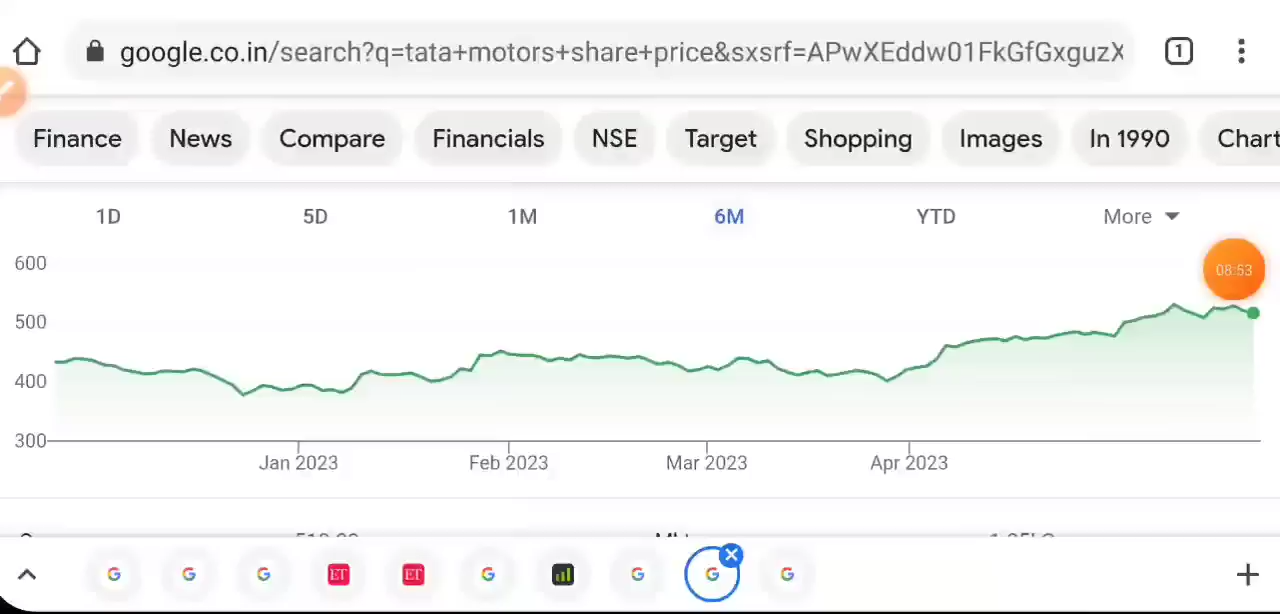 google.co.in/search?q=tata+motors+share+price&sxsrf=APwXEddw01FkGfGxguzX
1
Finance News Compare Financials NSE Target Shopping Images In 1990 Chart
1D 5D 1M 6M YTD More
08:53
600
500
400
300
Jan 2023 Feb 2023 Mar 2023 Apr 2023
G G G ET ET G G G G